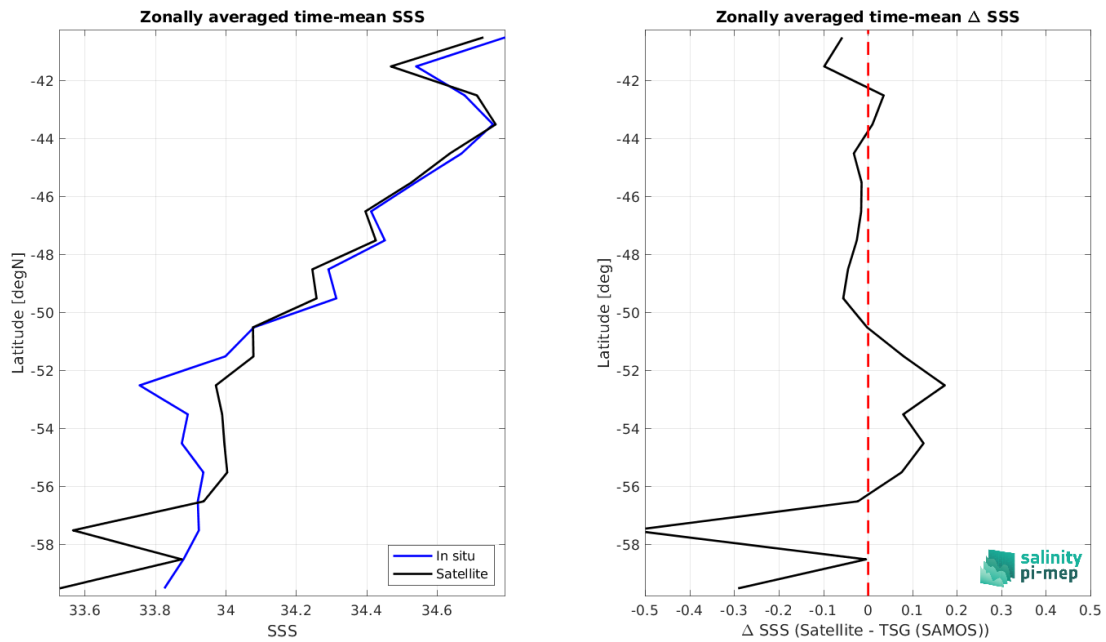 Zonally averaged time-mean SSS
Latitude [degN]
-42
-44
-46
-48
-50
-52
-54
-56
-58
33.6 33.8 34 34.2 34.4 34.6
SSS
In situ
Satellite
Zonally averaged time-mean Δ SSS
Latitude [deg]
-42
-44
-46
-48
-50
-52
-54
-56
-58
-0.5 -0.4 -0.3 -0.2 -0.1 0 0.1 0.2 0.3 0.4 0.5
Δ SSS (Satellite - TSG (SAMOS))
salinity
pi-mep